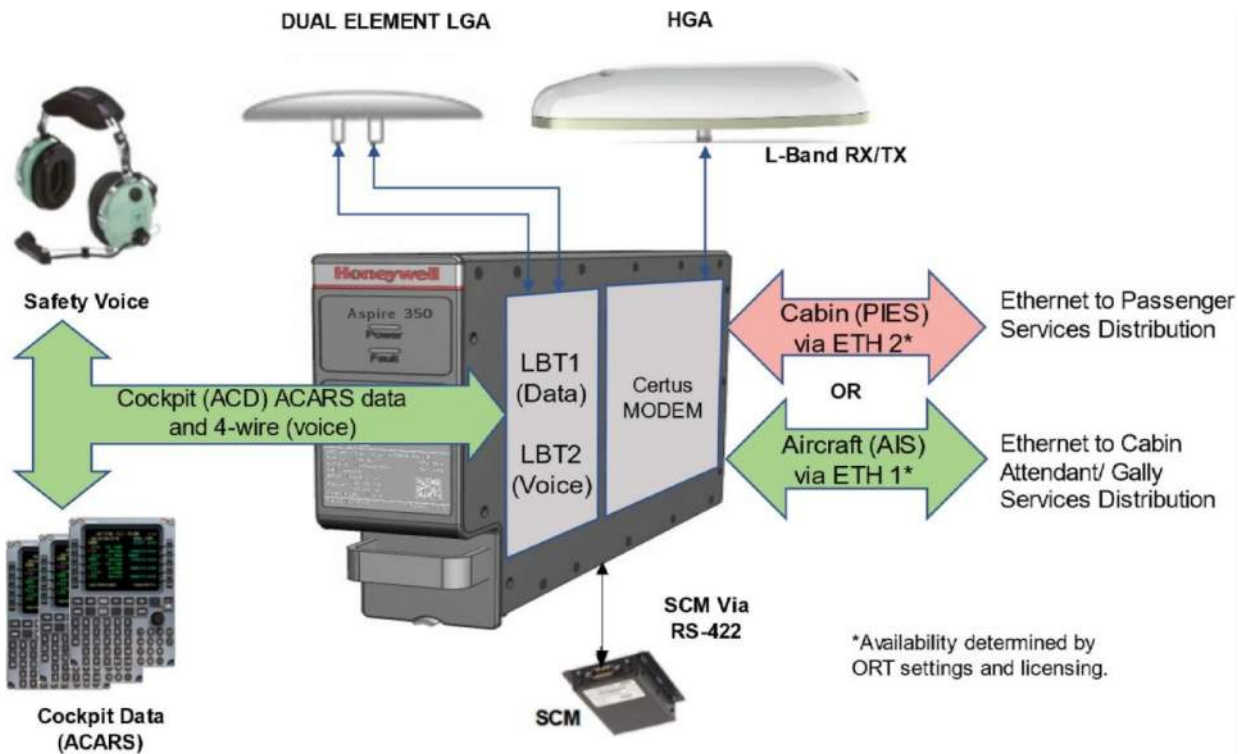 DUAL ELEMENT LGA
HGA
L-Band RX/TX
Safety Voice
Honeywell
Aspire 350
Power
Fault
LBT1
(Data)
LBT2
(Voice)
Certus
MODEM
Cockpit (ACD) ACARS data
and 4-wire (voice)
Cabin (PIES)
via ETH 2*
Ethernet to Passenger
Services Distribution
OR
Aircraft (AIS)
via ETH 1*
Ethernet to Cabin
Attendant/ Gally
Services Distribution
SCM Via
RS-422
SCM
*Availability determined by
ORT settings and licensing.
Cockpit Data
(ACARS)